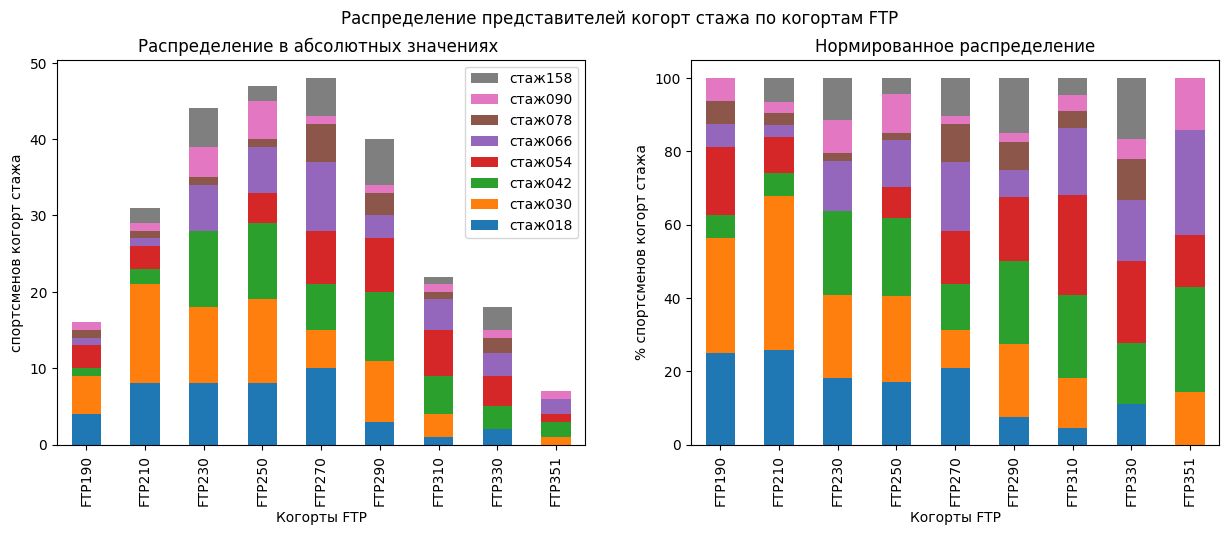 Распределение представителей когорт стажа по когортам FTP
Распределение в абсолютных значениях
спортсменов когорт стажа
50
40
30
20
10
0
стаж158
стаж090
стаж078
стаж066
стаж054
стаж042
стаж030
стаж018
FTP190
FTP210
FTP230
FTP250
FTP270
FTP290
FTP310
FTP330
FTP351
Когорты FTP
Нормированное распределение
% спортсменов когорт стажа
100
80
60
40
20
0
FTP190
FTP210
FTP230
FTP250
FTP270
FTP290
FTP310
FTP330
FTP351
Когорты FTP